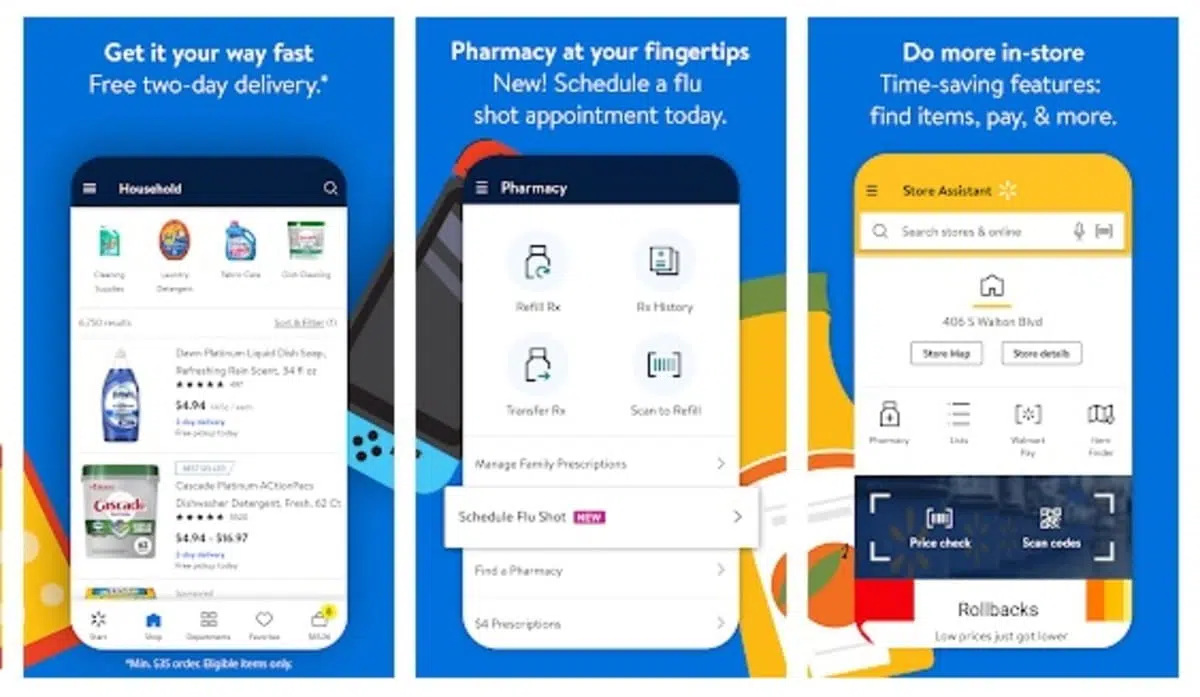 Get it your way fast
Free two-day delivery.*
Household
Cleaning
Supplies
Laundry
Detergent
Fabric Care
Dish Cleaning
6,750 results
Sort & Filter (1)
Dawn Platinum Liquid Dish Soap,
Refreshing Rain Scent, 34 fl oz
$4.94
2-day delivery
Free pickup today
BESTSELLER
Cascade
Cascade Platinum ActionPacs
Dishwasher Detergent, Fresh, 62 Ct
$4.94 - $16.97
2-day delivery
Free pickup today
Sponsored
Start
Shop
Departments
Favorites
*Min. $35 order. Eligible items only.
Pharmacy at your fingertips
New! Schedule a flu
shot appointment today.
Pharmacy
Refill Rx
Rx History
Transfer Rx
Scan to Refill
Manage Family Prescriptions
Schedule Flu Shot NEW
Find a Pharmacy
$4 Prescriptions
Do more in-store
Time-saving features:
find items, pay, & more.
Store Assistant
Search stores & online
406 S Walton Blvd
Store Map
Store details
Pharmacy
Lists
Walmart
Pay
Item
Finder
Price check
Scan codes
Rollbacks
Low prices just got lower